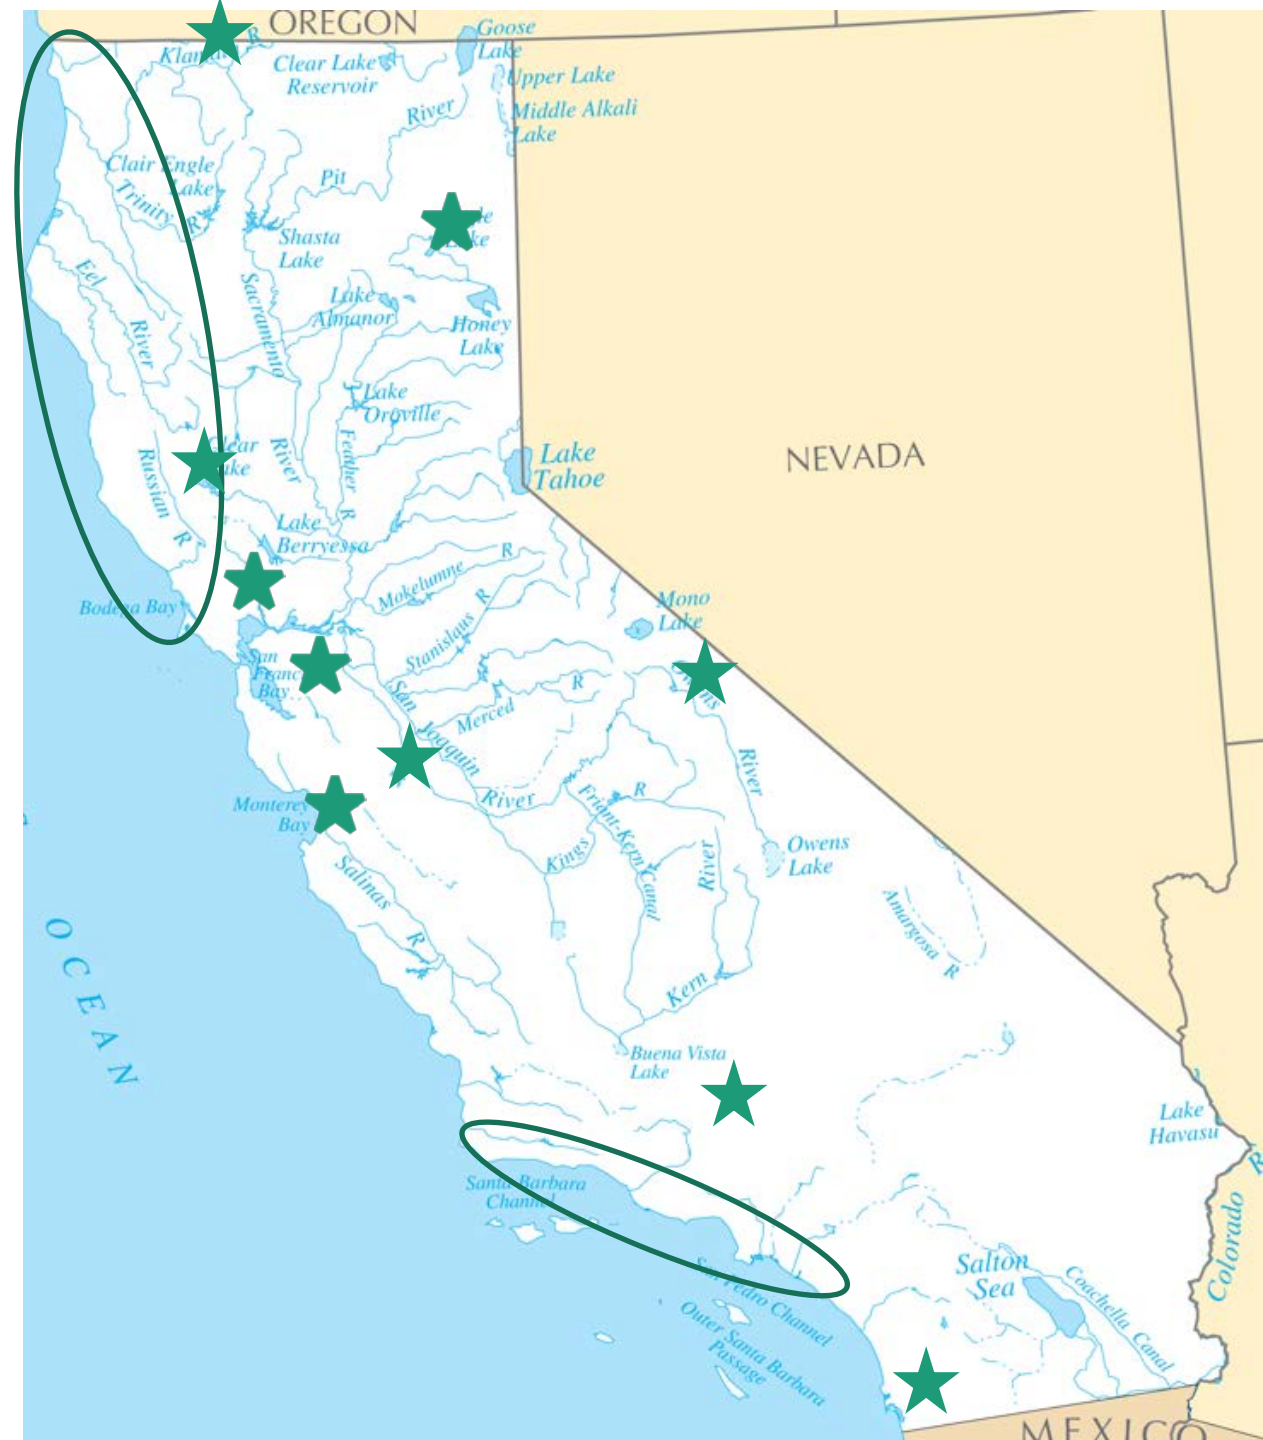 OREGON
R
Goose
Lake
Clear Lake
Reservoir
Upper Lake
Middle Alkali
Lake
River
Clair Engle
Lake
Trinity
R
Pit
Shasta
Lake
Eel
River
Sacramento
River
Lake
Almanor
Honey
Lake
Lake
Oroville
Feather R
Lake
Tahoe
NEVADA
Russian
R
Lake
Berryessa
Bodega Bay
Mokelumne
R
Stanislaus
R
Mono
Lake
San
Bay
Merced
R
San Joaquin
River
River
Monterey
Bay
Salinas
R
Kings
R
Friant-Kern Canal
River
Owens
Lake
Amargosa
R
Kern
OCEAN
Buena Vista
Lake
Lake
Havasu
Colorado
R
Santa Barbara
Channel
San Pedro Channel
Outer Santa Barbara
Passage
Salton
Sea
Coachella Canal
MEXICO